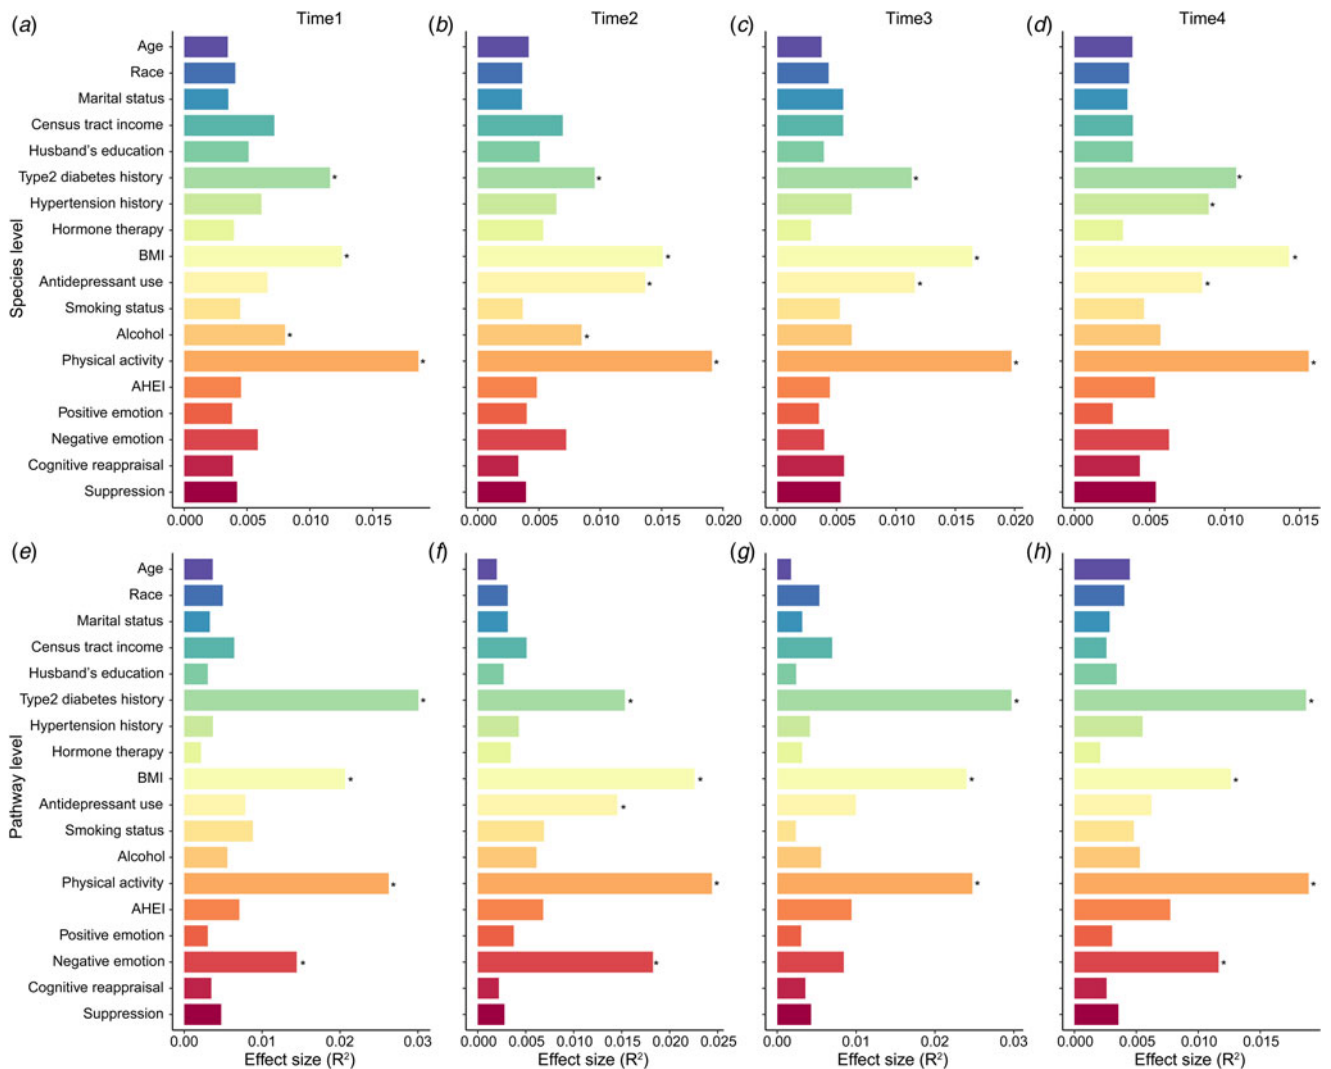 (a) Time1 (b) Time2 (c) Time3 (d) Time4
Species level
Age
Race
Marital status
Census tract income
Husband's education
Type2 diabetes history *
* * *
Hypertension history *
Hormone therapy
BMI * * * *
Antidepressant use * * *
Smoking status
Alcohol * *
Physical activity * * * *
AHEI
Positive emotion
Negative emotion
Cognitive reappraisal
Suppression
0.000 0.005 0.010 0.015 0.000 0.005 0.010 0.015 0.020 0.000 0.005 0.010 0.015 0.020 0.000 0.005 0.010 0.015
(e) (f) (g) (h)
Pathway level
Age
Race
Marital status
Census tract income
Husband's education
Type2 diabetes history * * * *
Hypertension history
Hormone therapy
BMI * * * *
Antidepressant use *
Smoking status
Alcohol
Physical activity * * * *
AHEI
Positive emotion
Negative emotion * * *
Cognitive reappraisal
Suppression
0.00 0.01 0.02 0.03 0.000 0.005 0.010 0.015 0.020 0.025 0.00 0.01 0.02 0.03 0.000 0.005 0.010 0.015
Effect size (R²) Effect size (R²) Effect size (R²) Effect size (R²)